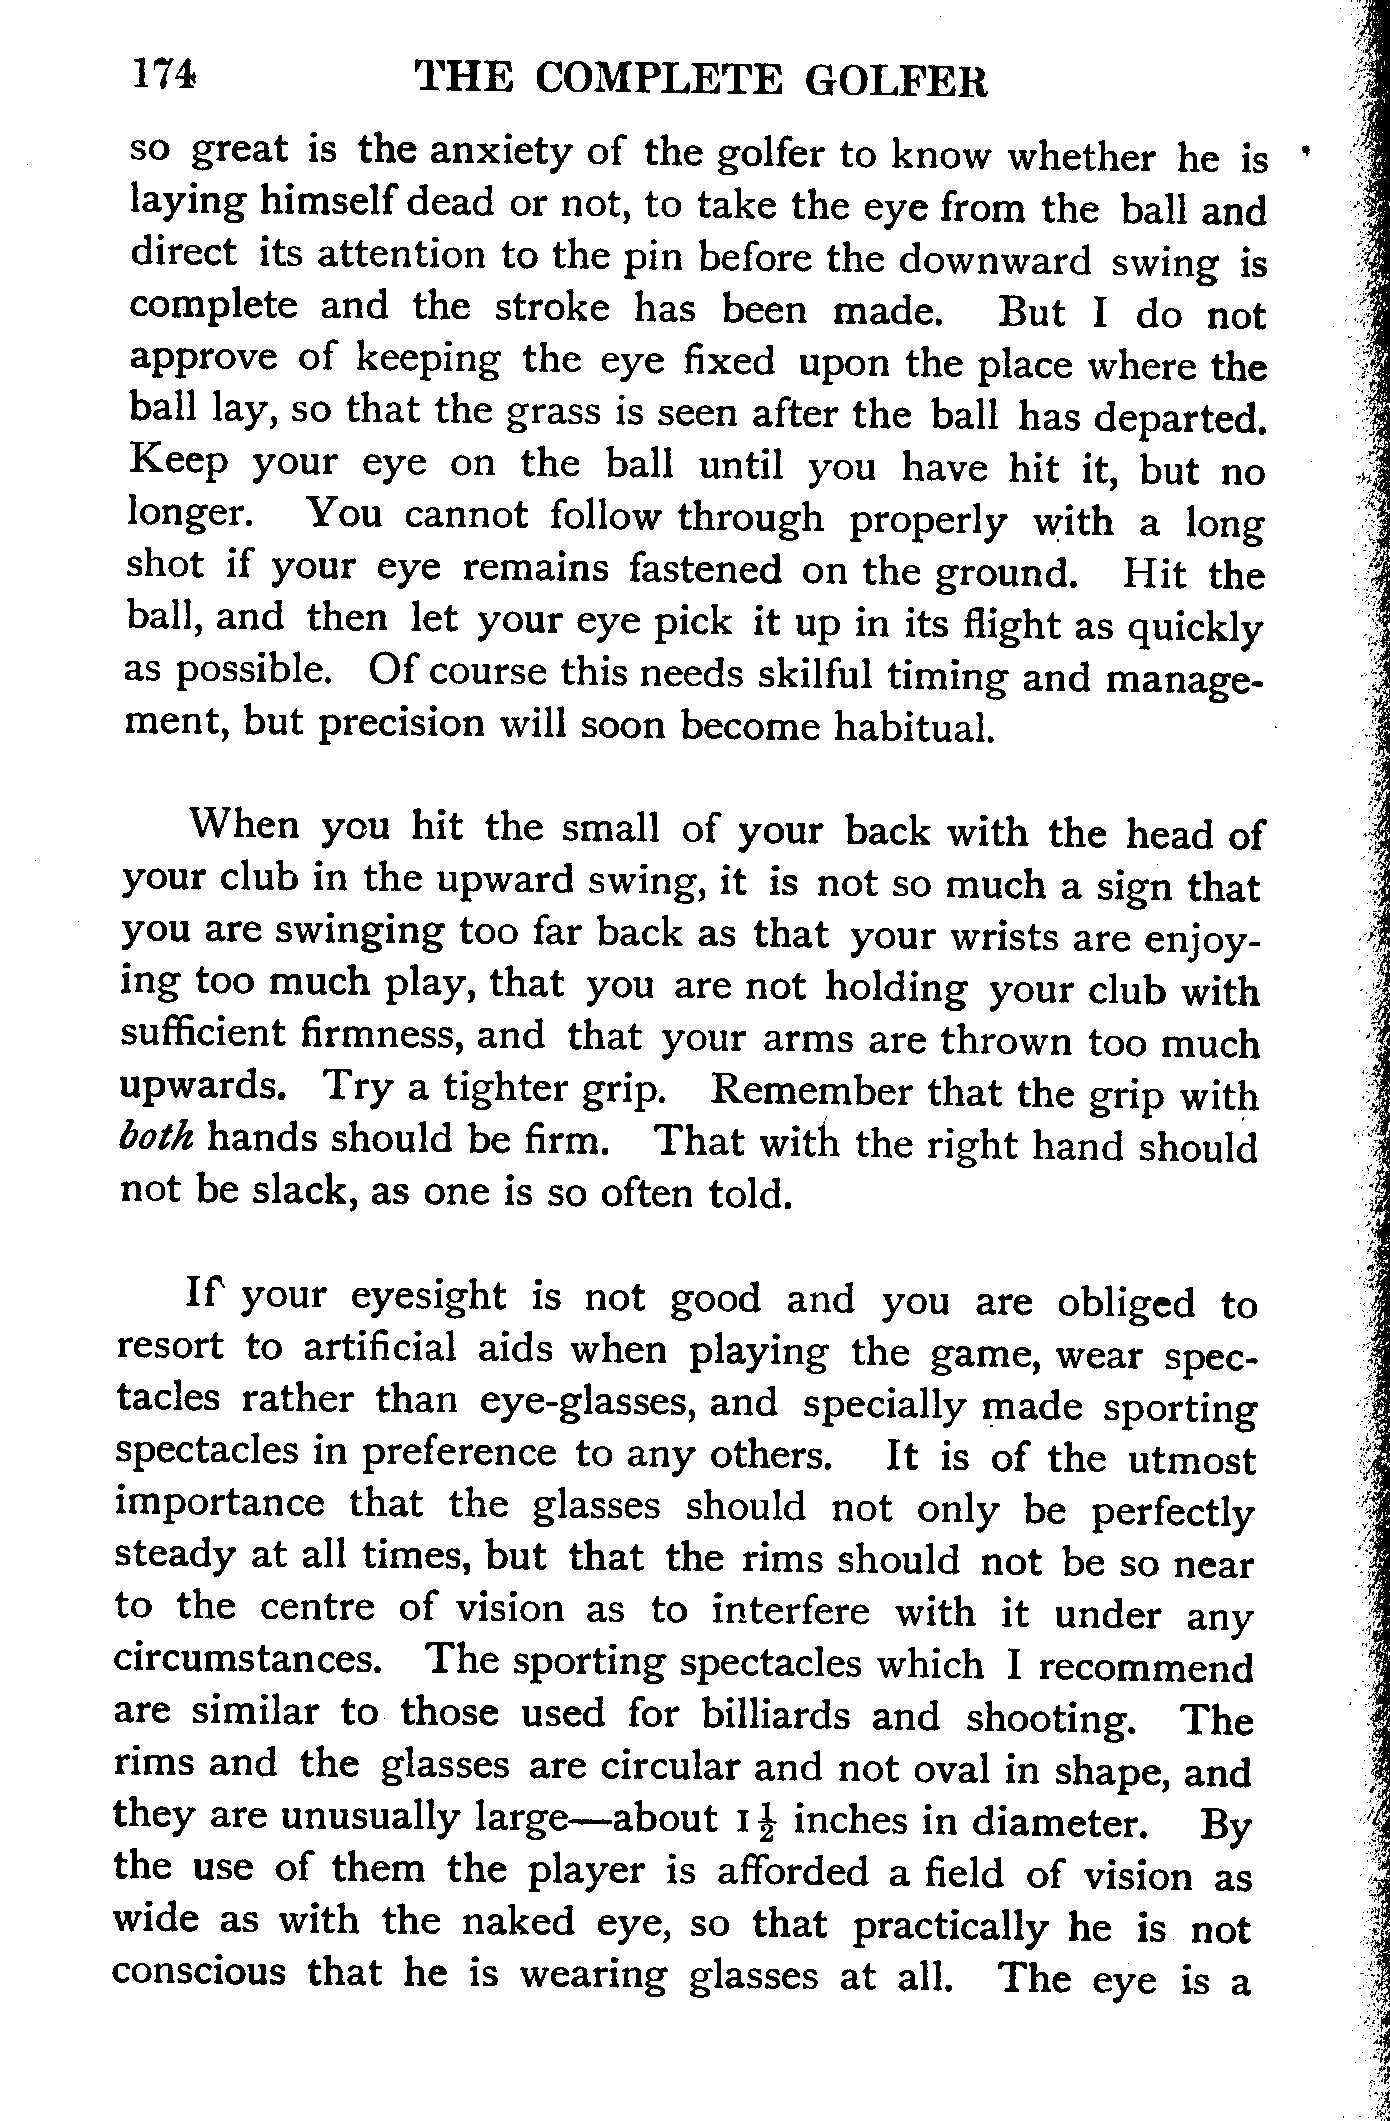 174 THE COMPLETE GOLFER
so great is the anxiety of the golfer to know whether he is
laying himself dead or not, to take the eye from the ball and
direct its attention to the pin before the downward swing is
complete and the stroke has been made. But I do not
approve of keeping the eye fixed upon the place where the
ball lay, so that the grass is seen after the ball has departed.
Keep your eye on the ball until you have hit it, but no
longer. You cannot follow through properly with a long
shot if your eye remains fastened on the ground. Hit the
ball, and then let your eye pick it up in its flight as quickly
as possible. Of course this needs skilful timing and manage-
ment, but precision will soon become habitual.
When you hit the small of your back with the head of
your club in the upward swing, it is not so much a sign that
you are swinging too far back as that your wrists are enjoy-
ing too much play, that you are not holding your club with
sufficient firmness, and that your arms are thrown too much
upwards. Try a tighter grip. Remember that the grip with
both hands should be firm. That with the right hand should
not be slack, as one is so often told.
If your eyesight is not good and you are obliged to
resort to artificial aids when playing the game, wear spec-
tacles rather than eye-glasses, and specially made sporting
spectacles in preference to any others. It is of the utmost
importance that the glasses should not only be perfectly
steady at all times, but that the rims should not be so near
to the centre of vision as to interfere with it under any
circumstances. The sporting spectacles which I recommend
are similar to those used for billiards and shooting. The
rims and the glasses are circular and not oval in shape, and
they are unusually large—about 1½ inches in diameter. By
the use of them the player is afforded a field of vision as
wide as with the naked eye, so that practically he is not
conscious that he is wearing glasses at all. The eye is a